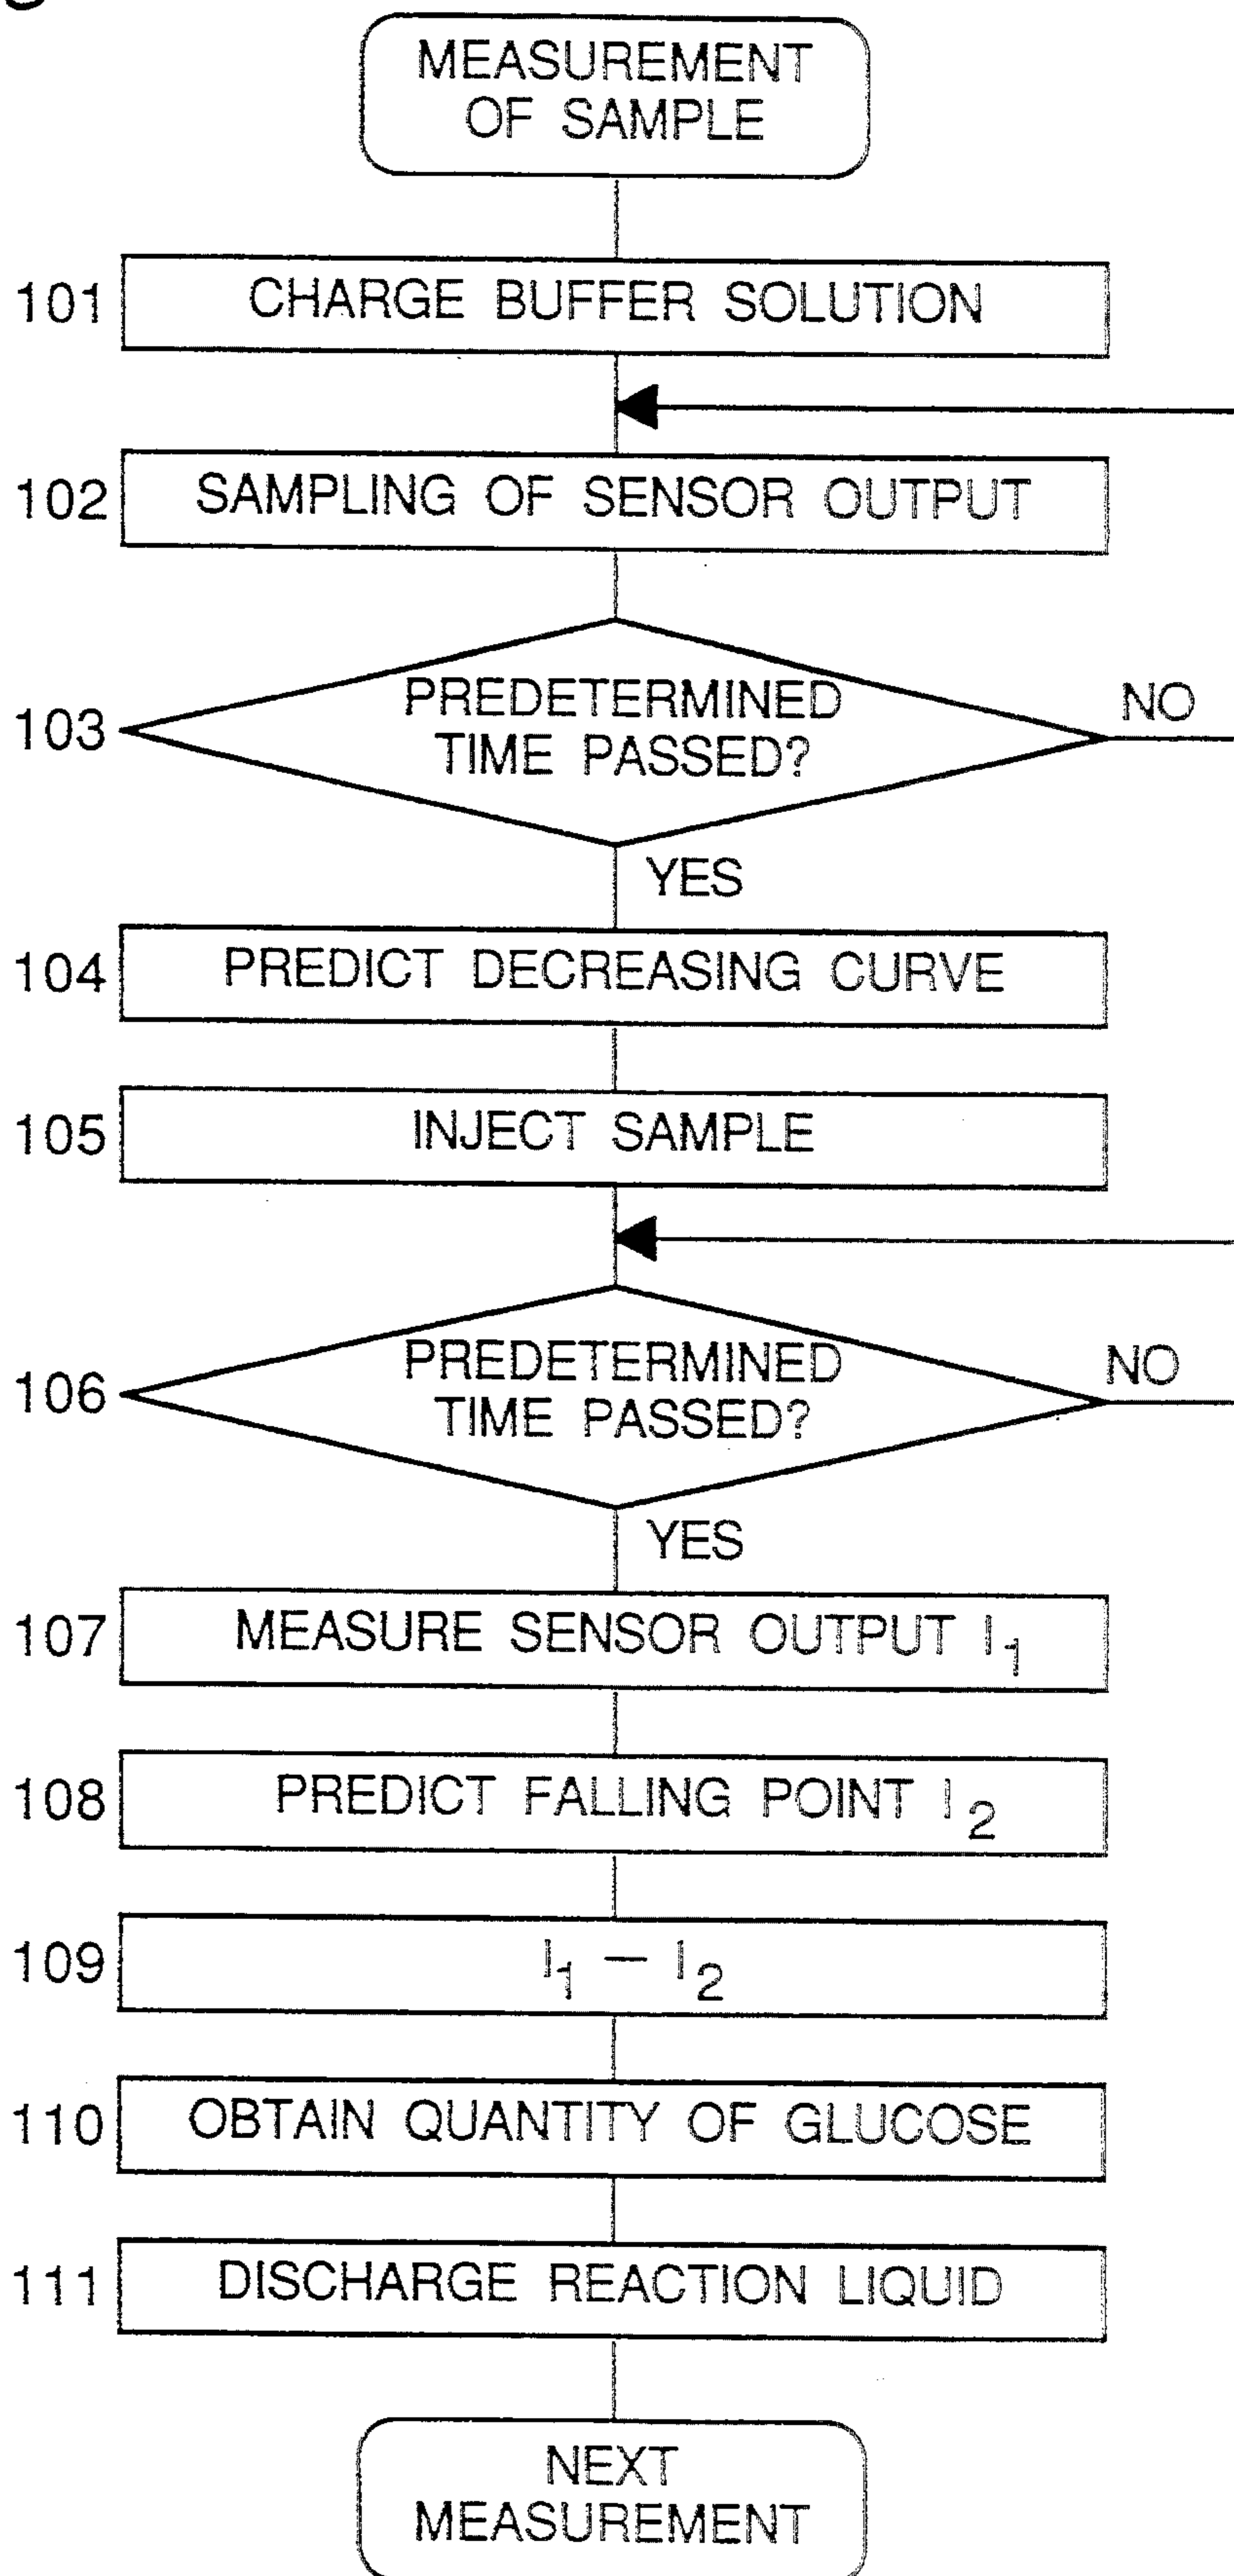 MEASUREMENT
OF SAMPLE
101 CHARGE BUFFER SOLUTION
102 SAMPLING OF SENSOR OUTPUT
103 PREDETERMINED
TIME PASSED?
NO
YES
104 PREDICT DECREASING CURVE
105 INJECT SAMPLE
106 PREDETERMINED
TIME PASSED?
NO
YES
107 MEASURE SENSOR OUTPUT I1
108 PREDICT FALLING POINT I2
109 I1 — I2
110 OBTAIN QUANTITY OF GLUCOSE
111 DISCHARGE REACTION LIQUID
NEXT
MEASUREMENT